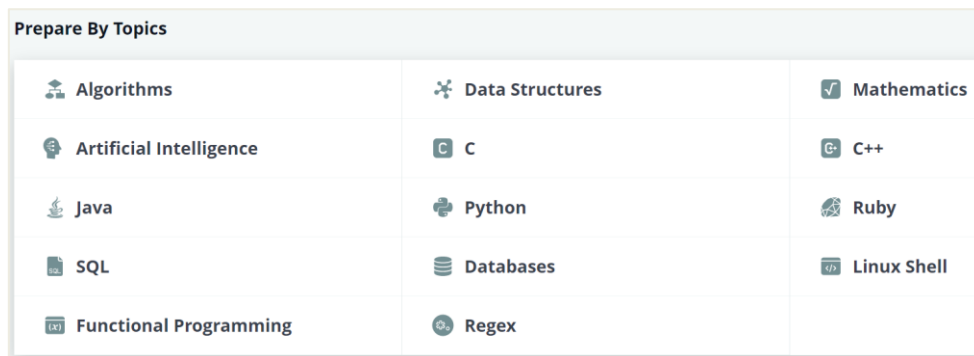 Prepare By Topics
Algorithms
Data Structures
Mathematics
Artificial Intelligence
C
C++
Java
Python
Ruby
SQL
Databases
Linux Shell
Functional Programming
Regex